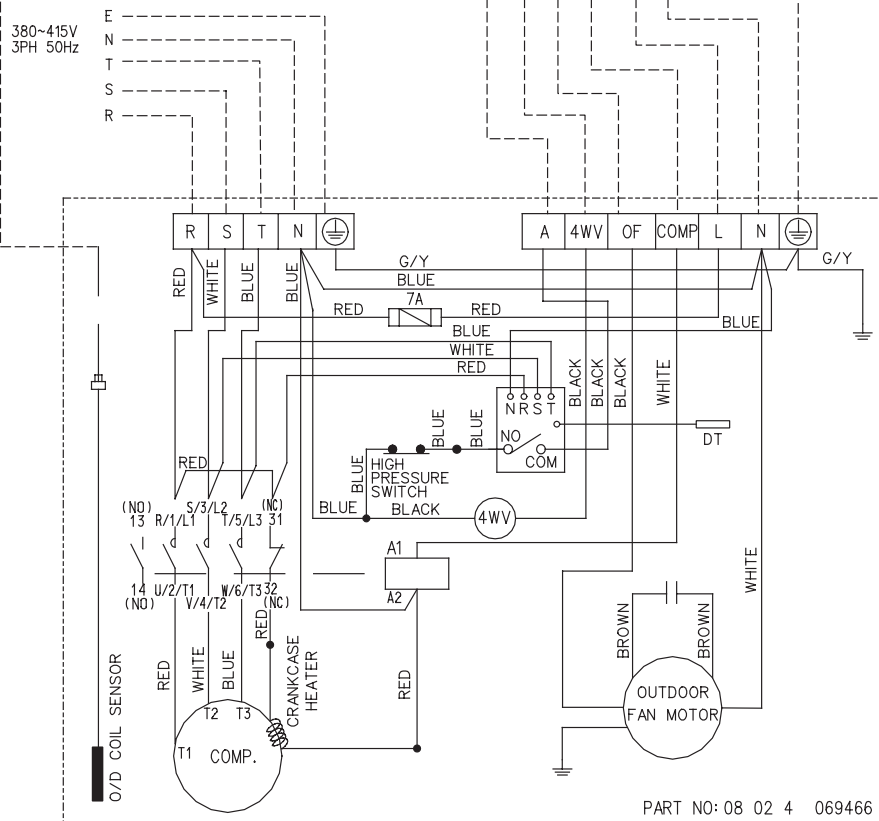 380~415V
3PH 50Hz
E
N
T
S
R
R S T N
A 4WV OF COMP L N
G/Y
G/Y
BLUE
RED
WHITE
BLUE
BLUE
7A
RED
RED
BLUE
BLUE
WHITE
RED
BLACK
BLACK
BLACK
WHITE
N R S T
NO
COM
DT
BLUE
BLUE
RED
HIGH
PRESSURE
SWITCH
BLUE
BLUE
BLACK
4WV
(NO)
13
R/1/L1
S/3/L2
T/5/L3
(NC)
31
A1
A2
14
(NO)
U/2/T1
V/4/T2
W/6/T3
32
(NC)
RED
WHITE
BROWN
BROWN
RED
WHITE
BLUE
CRANKCASE
HEATER
RED
O/D COIL SENSOR
T1
T2
T3
COMP.
OUTDOOR
FAN MOTOR
PART NO: 08 02 4 069466